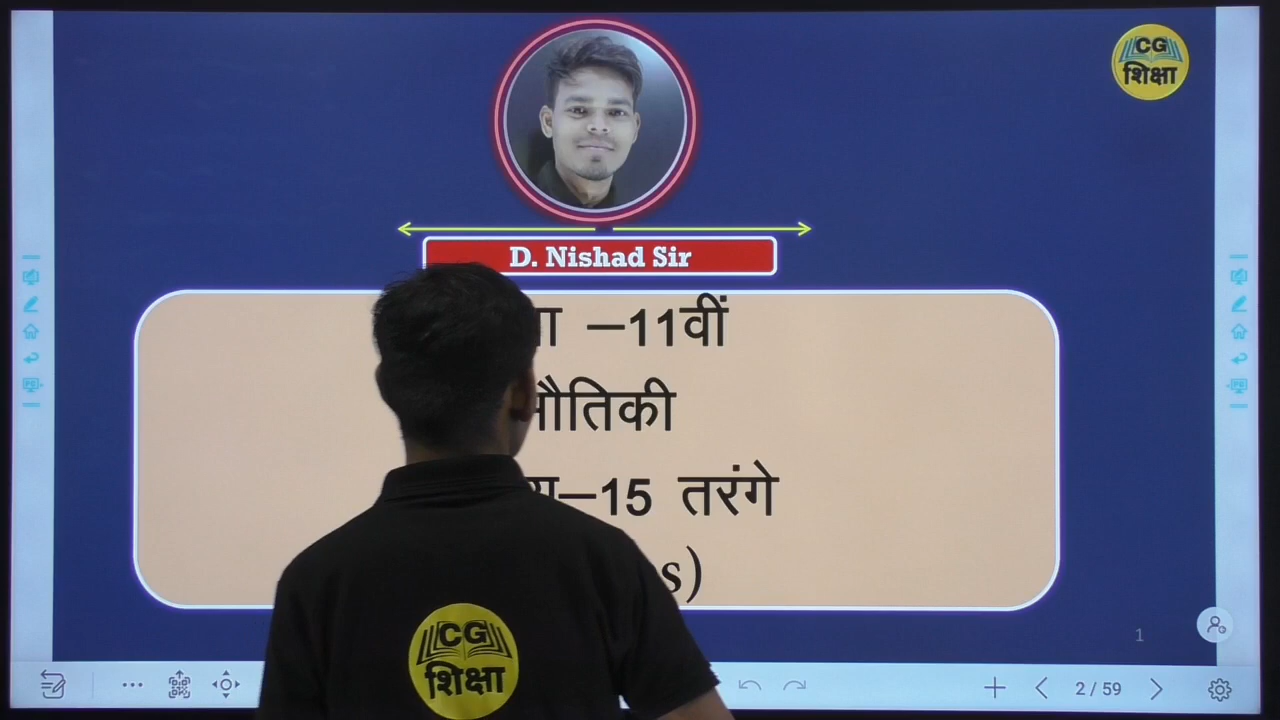 CG
शिक्षा
D. Nishad Sir
–11वीं
–15 तरंगे
1
CG
शिक्षा
2 / 59